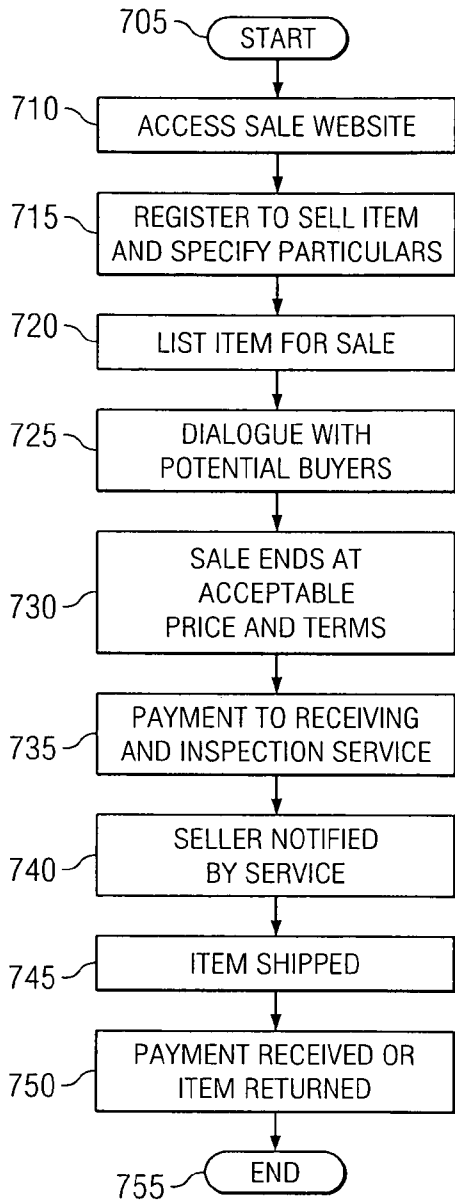 705
START
710
ACCESS SALE WEBSITE
715
REGISTER TO SELL ITEM
AND SPECIFY PARTICULARS
720
LIST ITEM FOR SALE
725
DIALOGUE WITH
POTENTIAL BUYERS
730
SALE ENDS AT
ACCEPTABLE
PRICE AND TERMS
735
PAYMENT TO RECEIVING
AND INSPECTION SERVICE
740
SELLER NOTIFIED
BY SERVICE
745
ITEM SHIPPED
750
PAYMENT RECEIVED OR
ITEM RETURNED
755
END